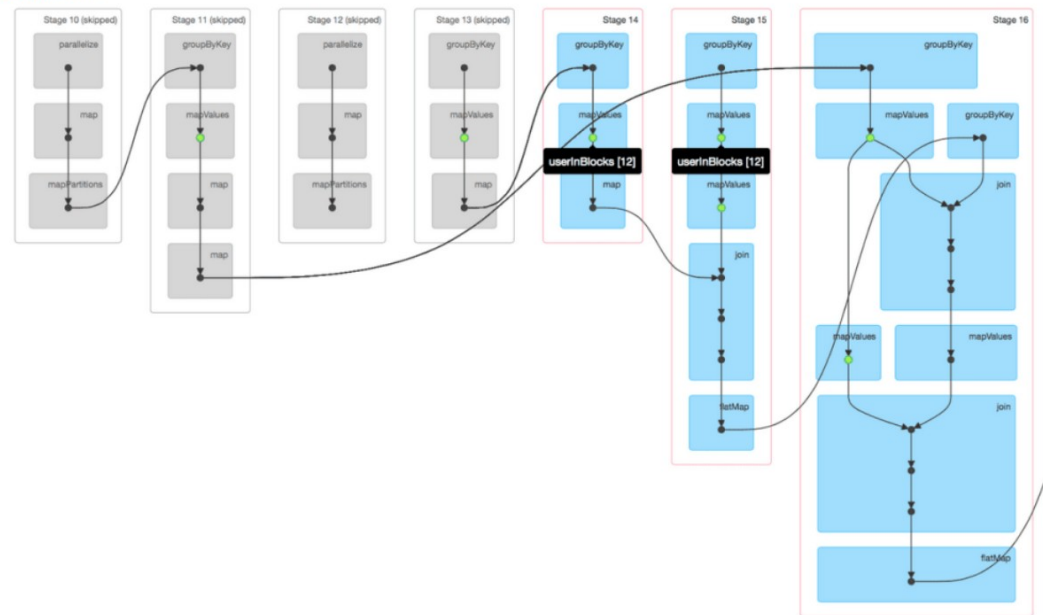 Stage 10 (skipped)
parallelize
map
mapPartitions
Stage 11 (skipped)
groupByKey
mapValues
map
map
Stage 12 (skipped)
parallelize
map
mapPartitions
Stage 13 (skipped)
groupByKey
mapValues
map
Stage 14
groupByKey
mapValues
userInBlocks [12]
map
Stage 15
groupByKey
mapValues
userInBlocks [12]
mapValues
join
flatMap
Stage 16
groupByKey
mapValues
groupByKey
join
mapValues
mapValues
join
flatMap